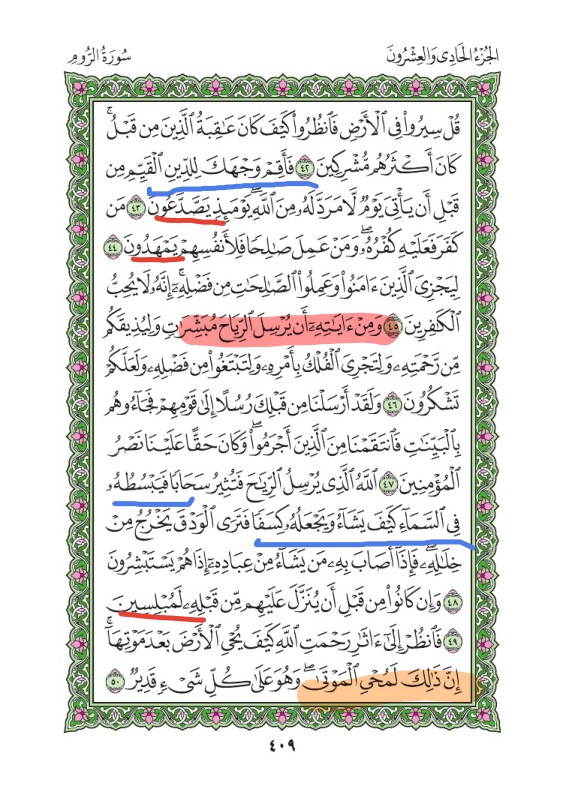 الجُزْءُ الحَادِى وَالعِشْرُونَ سُورَةُ الرُّومِ
قُلْ سِيرُوا۟ فِى ٱلْأَرْضِ فَٱنظُرُوا۟ كَيْفَ كَانَ عَـٰقِبَةُ ٱلَّذِينَ مِن قَبْلُ ۚ
كَانَ أَكْثَرُهُم مُّشْرِكِينَ ٤٢ فَأَقِمْ وَجْهَكَ لِلدِّينِ ٱلْقَيِّمِ مِن
قَبْلِ أَن يَأْتِىَ يَوْمٌ لَّا مَرَدَّ لَهُۥ مِنَ ٱللَّهِ ۖ يَوْمَئِذٍ يَصَّدَّعُونَ ٤٣ مَن
كَفَرَ فَعَلَيْهِ كُفْرُهُۥ ۖ وَمَنْ عَمِلَ صَـٰلِحًا فَلِأَنفُسِهِمْ يَمْهَدُونَ ٤٤
لِيَجْزِىَ ٱلَّذِينَ ءَامَنُوا۟ وَعَمِلُوا۟ ٱلصَّـٰلِحَـٰتِ مِن فَضْلِهِۦٓ ۚ إِنَّهُۥ لَا يُحِبُّ
ٱلْكَـٰفِرِينَ ٤٥ وَمِنْ ءَايَـٰتِهِۦٓ أَن يُرْسِلَ ٱلرِّيَاحَ مُبَشِّرَٰتٍ وَلِيُذِيقَكُم
مِّن رَّحْمَتِهِۦ وَلِتَجْرِىَ ٱلْفُلْكُ بِأَمْرِهِۦ وَلِتَبْتَغُوا۟ مِن فَضْلِهِۦ وَلَعَلَّكُمْ
تَشْكُرُونَ ٤٦ وَلَقَدْ أَرْسَلْنَا مِن قَبْلِكَ رُسُلًا إِلَىٰ قَوْمِهِمْ فَجَآءُوهُم
بِٱلْبَيِّنَـٰتِ فَٱنتَقَمْنَا مِنَ ٱلَّذِينَ أَجْرَمُوا۟ ۖ وَكَانَ حَقًّا عَلَيْنَا نَصْرُ
ٱلْمُؤْمِنِينَ ٤٧ ٱللَّهُ ٱلَّذِى يُرْسِلُ ٱلرِّيَـٰحَ فَتُثِيرُ سَحَابًا فَيَبْسُطُهُۥ
فِى ٱلسَّمَآءِ كَيْفَ يَشَآءُ وَيَجْعَلُهُۥ كِسَفًا فَتَرَى ٱلْوَدْقَ يَخْرُجُ مِنْ
خِلَـٰلِهِۦ ۖ فَإِذَآ أَصَابَ بِهِۦ مَن يَشَآءُ مِنْ عِبَادِهِۦٓ إِذَا هُمْ يَسْتَبْشِرُونَ
٤٨ وَإِن كَانُوا۟ مِن قَبْلِ أَن يُنَزَّلَ عَلَيْهِم مِّن قَبْلِهِۦ لَمُبْلِسِينَ
٤٩ فَٱنظُرْ إِلَىٰٓ ءَاثَـٰرِ رَحْمَتِ ٱللَّهِ كَيْفَ يُحْىِ ٱلْأَرْضَ بَعْدَ مَوْتِهَآ ۚ
إِنَّ ذَٰلِكَ لَمُحْىِ ٱلْمَوْتَىٰ ۖ وَهُوَ عَلَىٰ كُلِّ شَىْءٍ قَدِيرٌ ٥٠
٤٠٩